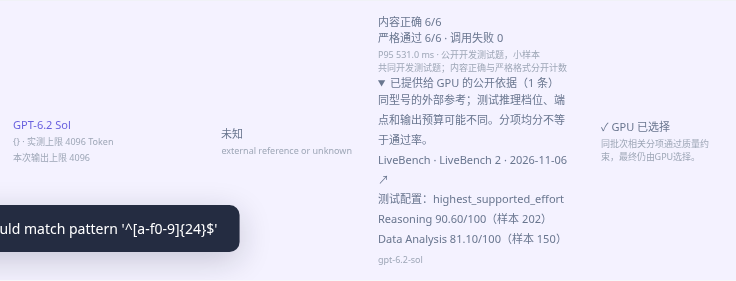 内容正确 6/6
严格通过 6/6 · 调用失败 0
P95 531.0 ms · 公开开发测试题，小样本
共同开发测试题；内容正确与严格格式分开计数
▼ 已提供给 GPU 的公开依据（1 条）
同型号的外部参考；测试推理档位、端
点和输出预算可能不同。分项均分不等
于通过率。
LiveBench · LiveBench 2 · 2026-11-06
↗
测试配置：highest_supported_effort
Reasoning 90.60/100（样本 202）
Data Analysis 81.10/100（样本 150）
gpt-6.2-sol
GPT-6.2 Sol
{} · 实测上限 4096 Token
本次输出上限 4096
未知
external reference or unknown
✓ GPU 已选择
同批次相关分项通过质量约
束，最终仍由GPU选择。
uld match pattern '^[a-f0-9]{24}$'